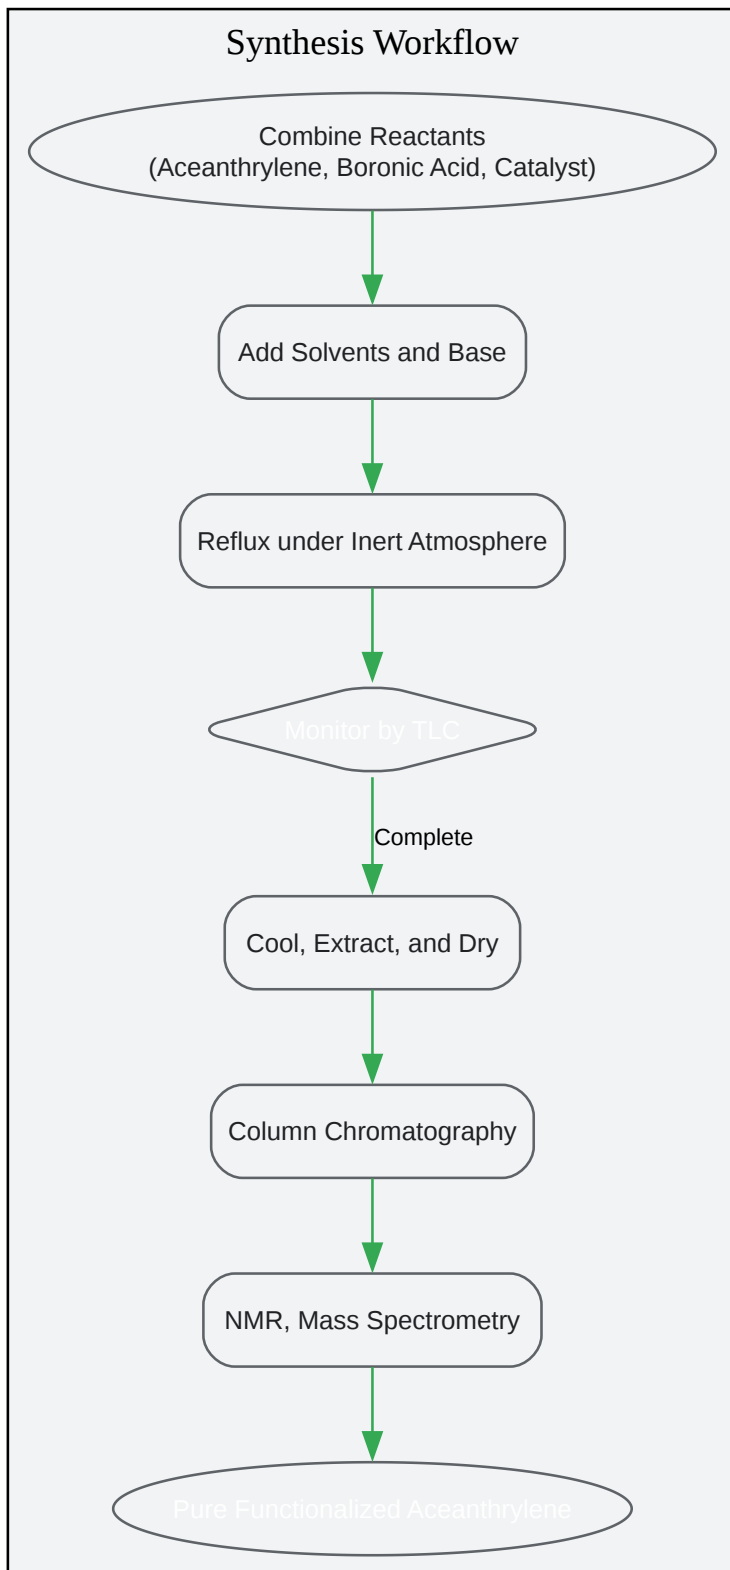 Synthesis Workflow
Combine Reactants
(Aceanthrylene, Boronic Acid, Catalyst)
Add Solvents and Base
Reflux under Inert Atmosphere
Monitor by TLC
Complete
Cool, Extract, and Dry
Column Chromatography
NMR, Mass Spectrometry
Pure Functionalized Aceanthrylene